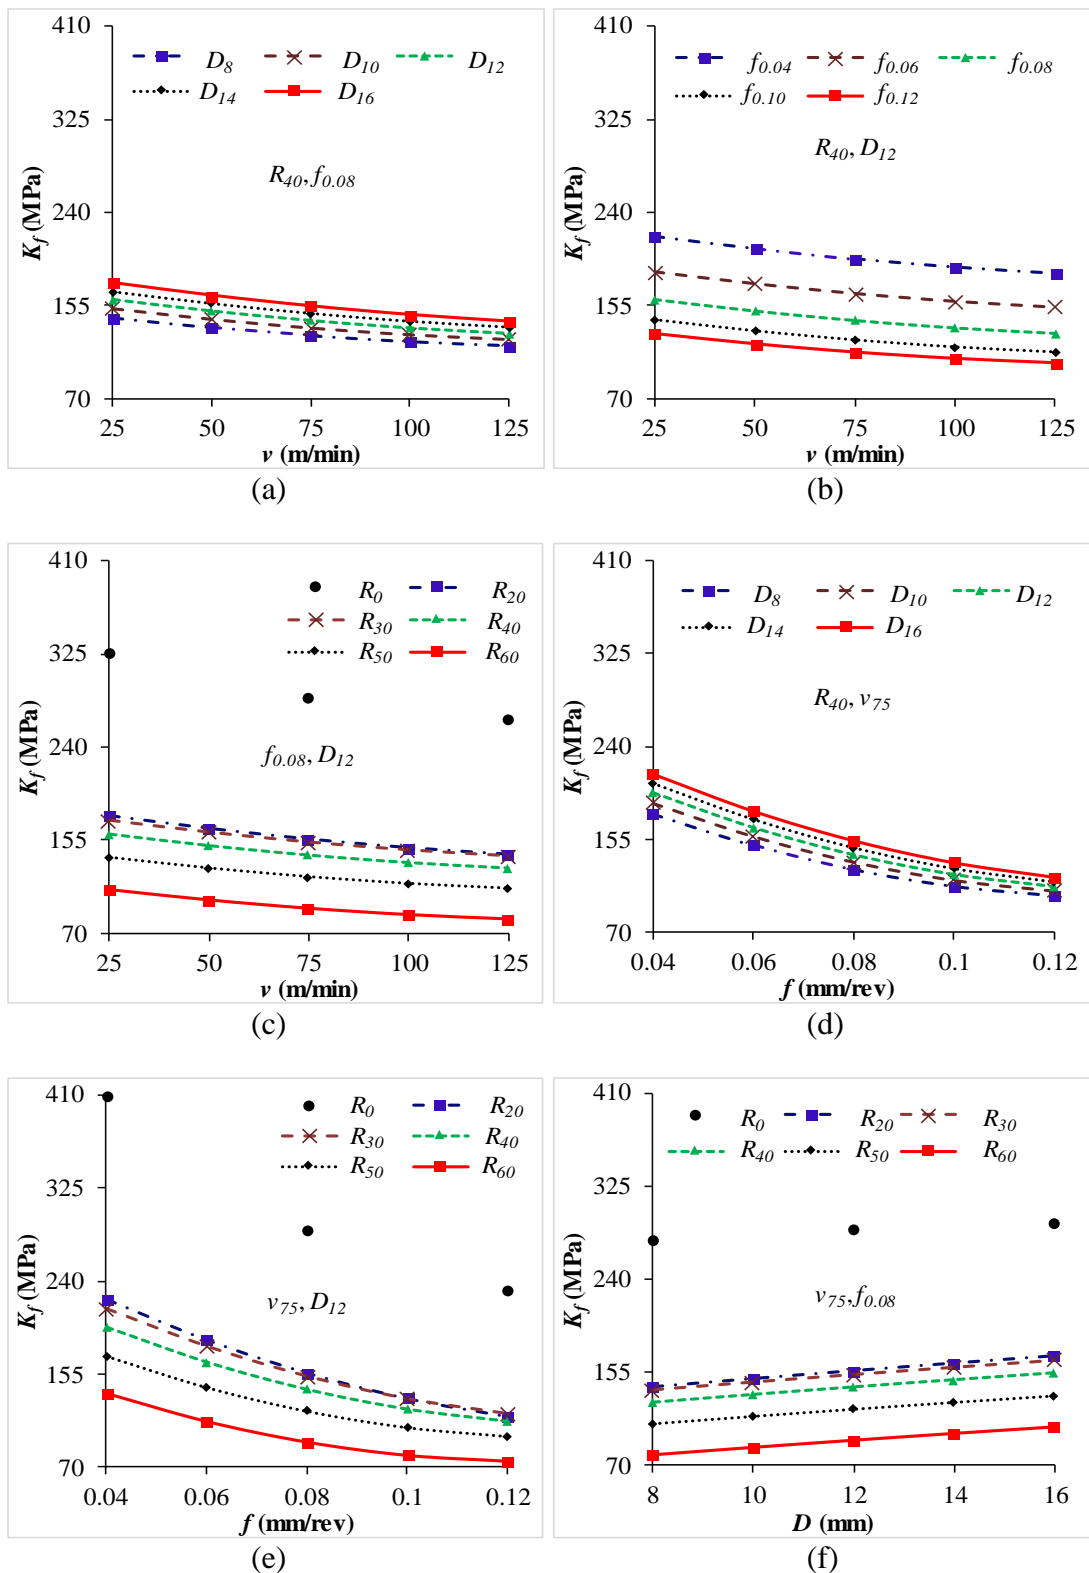 410
325
240
155
70
K_f (MPa)
D_8 D_10 D_12
D_14 D_16
R_40, f_0.08
25 50 75 100 125
v (m/min)
(a)
410
325
240
155
70
K_f (MPa)
f_0.04 f_0.06 f_0.08
f_0.10 f_0.12
R_40, D_12
25 50 75 100 125
v (m/min)
(b)
410
325
240
155
70
K_f (MPa)
R_0 R_20
R_30 R_40
R_50 R_60
f_0.08, D_12
25 50 75 100 125
v (m/min)
(c)
410
325
240
155
70
K_f (MPa)
D_8 D_10 D_12
D_14 D_16
R_40, v_75
0.04 0.06 0.08 0.1 0.12
f (mm/rev)
(d)
410
325
240
155
70
K_f (MPa)
R_0 R_20
R_30 R_40
R_50 R_60
v_75, D_12
0.04 0.06 0.08 0.1 0.12
f (mm/rev)
(e)
410
325
240
155
70
K_f (MPa)
R_0 R_20 R_30
R_40 R_50 R_60
v_75, f_0.08
8 10 12 14 16
D (mm)
(f)